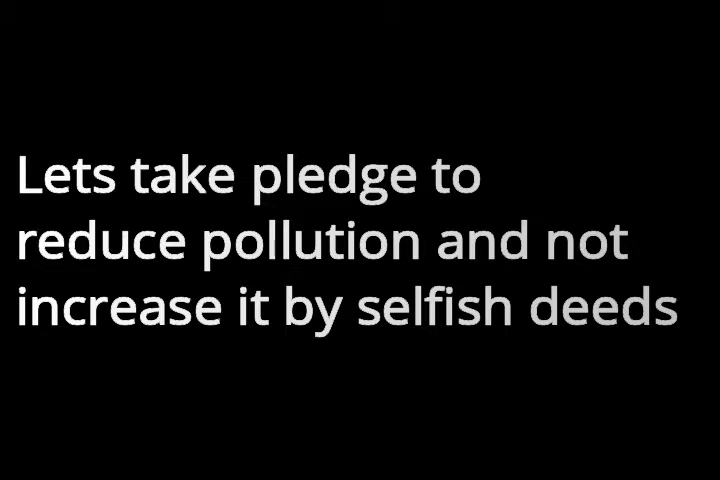 Lets take pledge to
reduce pollution and not
increase it by selfish deeds